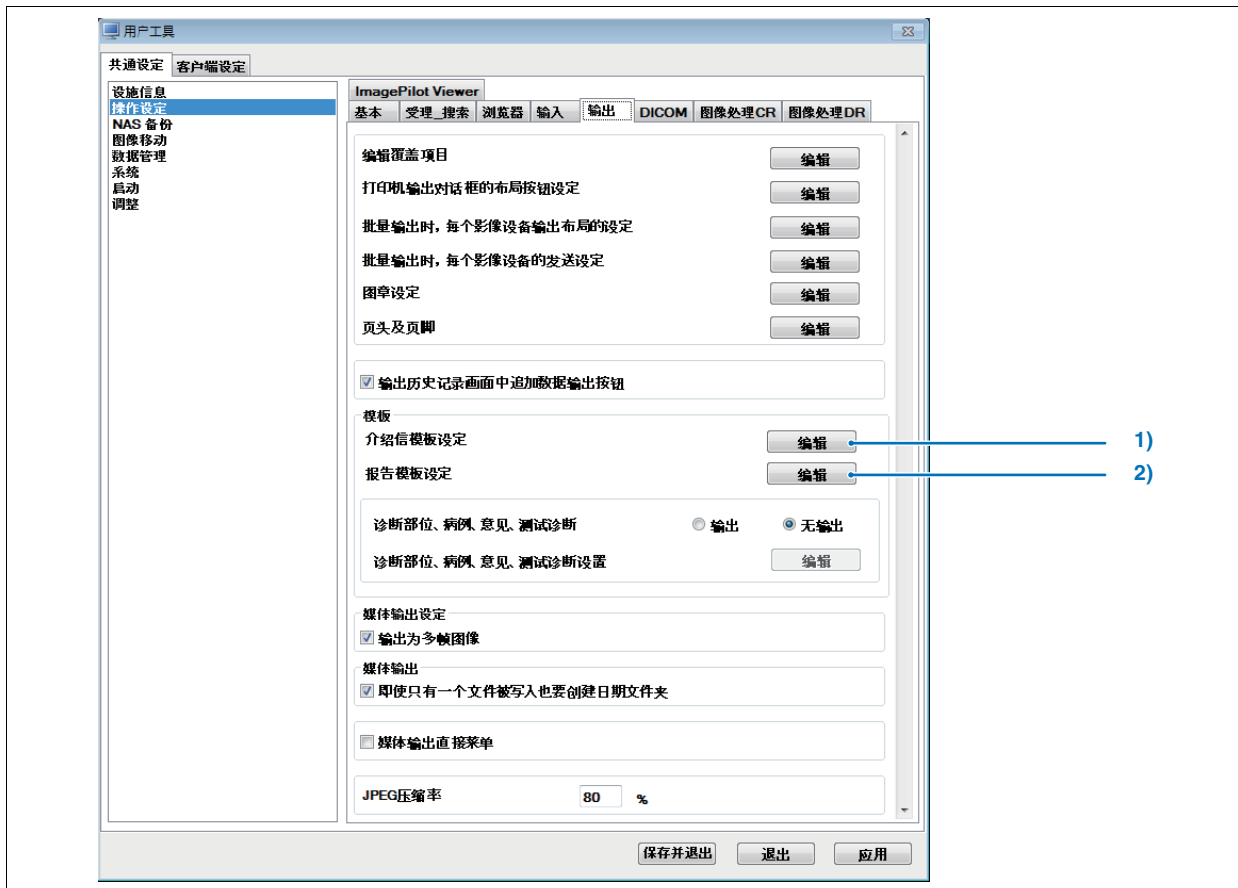 用户工具
共通设定 客户端设定
设施信息
操作设定
NAS 备份
图像移动
数据管理
系统
启动
调整
ImagePilot Viewer
基本 受理_搜索 浏览器 输入 输出 DICOM 图像处理CR 图像处理DR
编辑覆盖项目 编辑
打印机输出对话框的布局按钮设定 编辑
批量输出时，每个影像设备输出布局的设定 编辑
批量输出时，每个影像设备的发送设定 编辑
图章设定 编辑
页头及页脚 编辑
输出历史记录画面中追加数据输出按钮
模板
介绍信模板设定 编辑 1)
报告模板设定 编辑 2)
诊断部位、病例、意见、测试诊断 输出 无输出
诊断部位、病例、意见、测试诊断设置 编辑
媒体输出设定
输出为多帧图像
媒体输出
即使只有一个文件被写入也要创建日期文件夹
媒体输出直接菜单
JPEG压缩率 80 %
保存并退出 退出 应用